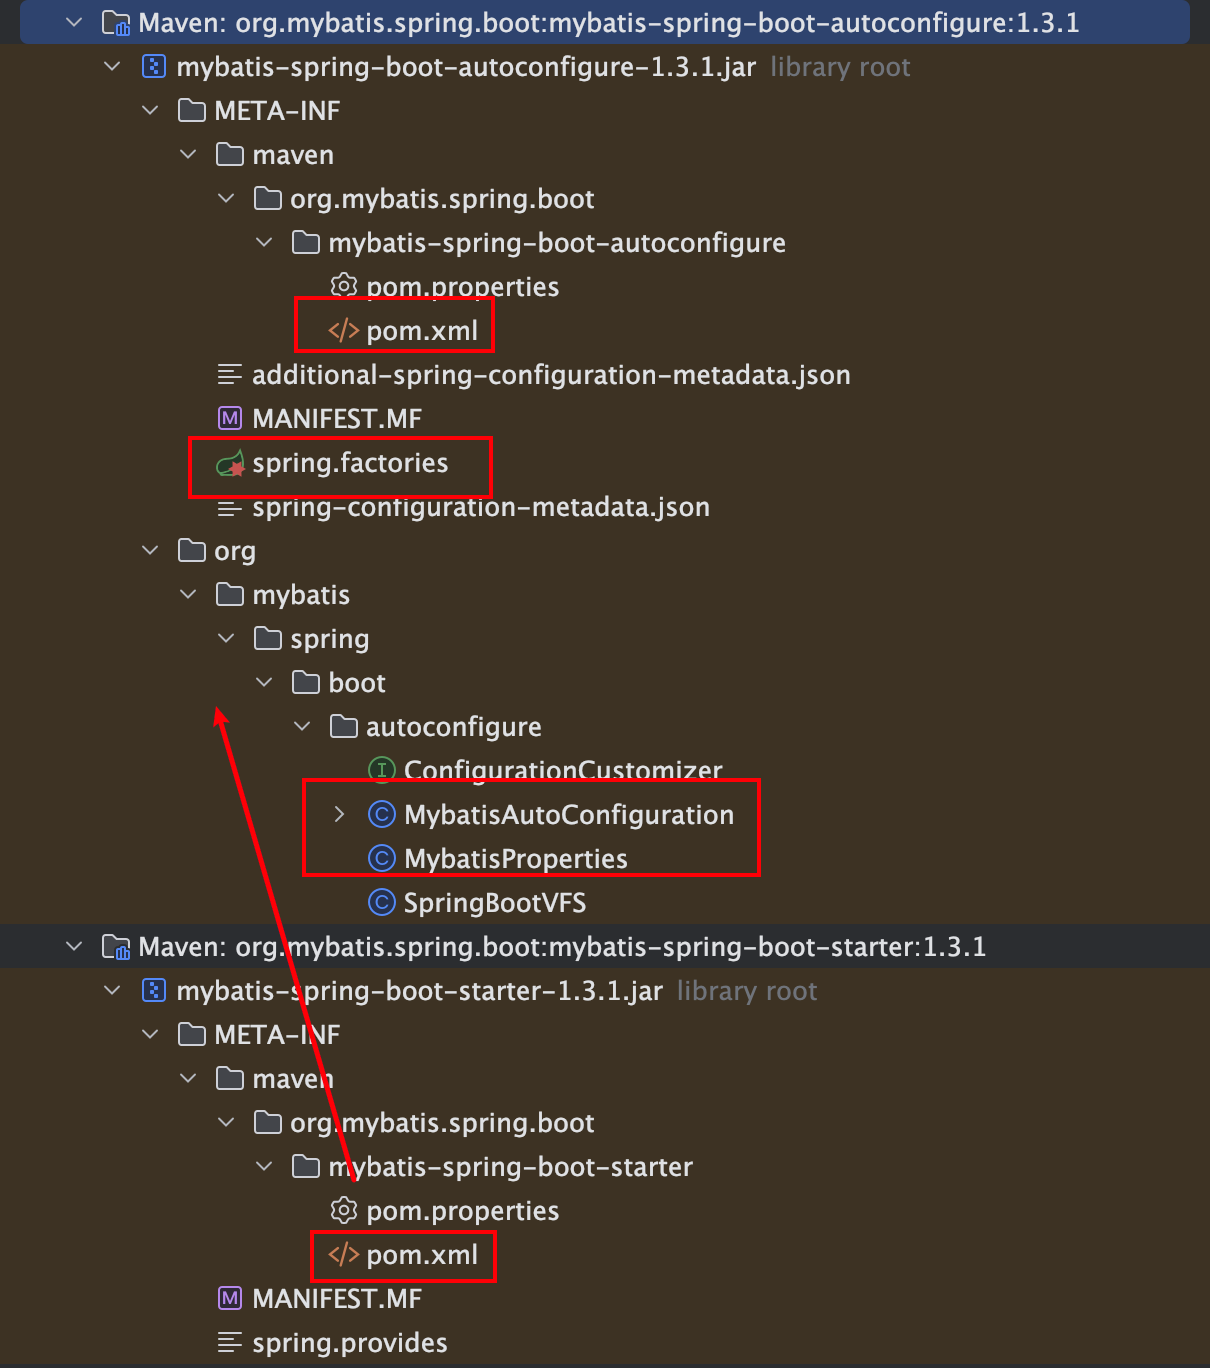 Maven: org.mybatis.spring.boot:mybatis-spring-boot-autoconfigure:1.3.1
mybatis-spring-boot-autoconfigure-1.3.1.jar library root
META-INF
maven
org.mybatis.spring.boot
mybatis-spring-boot-autoconfigure
pom.properties
</> pom.xml
additional-spring-configuration-metadata.json
M MANIFEST.MF
spring.factories
spring-configuration-metadata.json
org
mybatis
spring
boot
autoconfigure
I ConfigurationCustomizer
C MybatisAutoConfiguration
C MybatisProperties
C SpringBootVFS
Maven: org.mybatis.spring.boot:mybatis-spring-boot-starter:1.3.1
mybatis-spring-boot-starter-1.3.1.jar library root
META-INF
maven
org.mybatis.spring.boot
mybatis-spring-boot-starter
pom.properties
</> pom.xml
M MANIFEST.MF
spring.provides